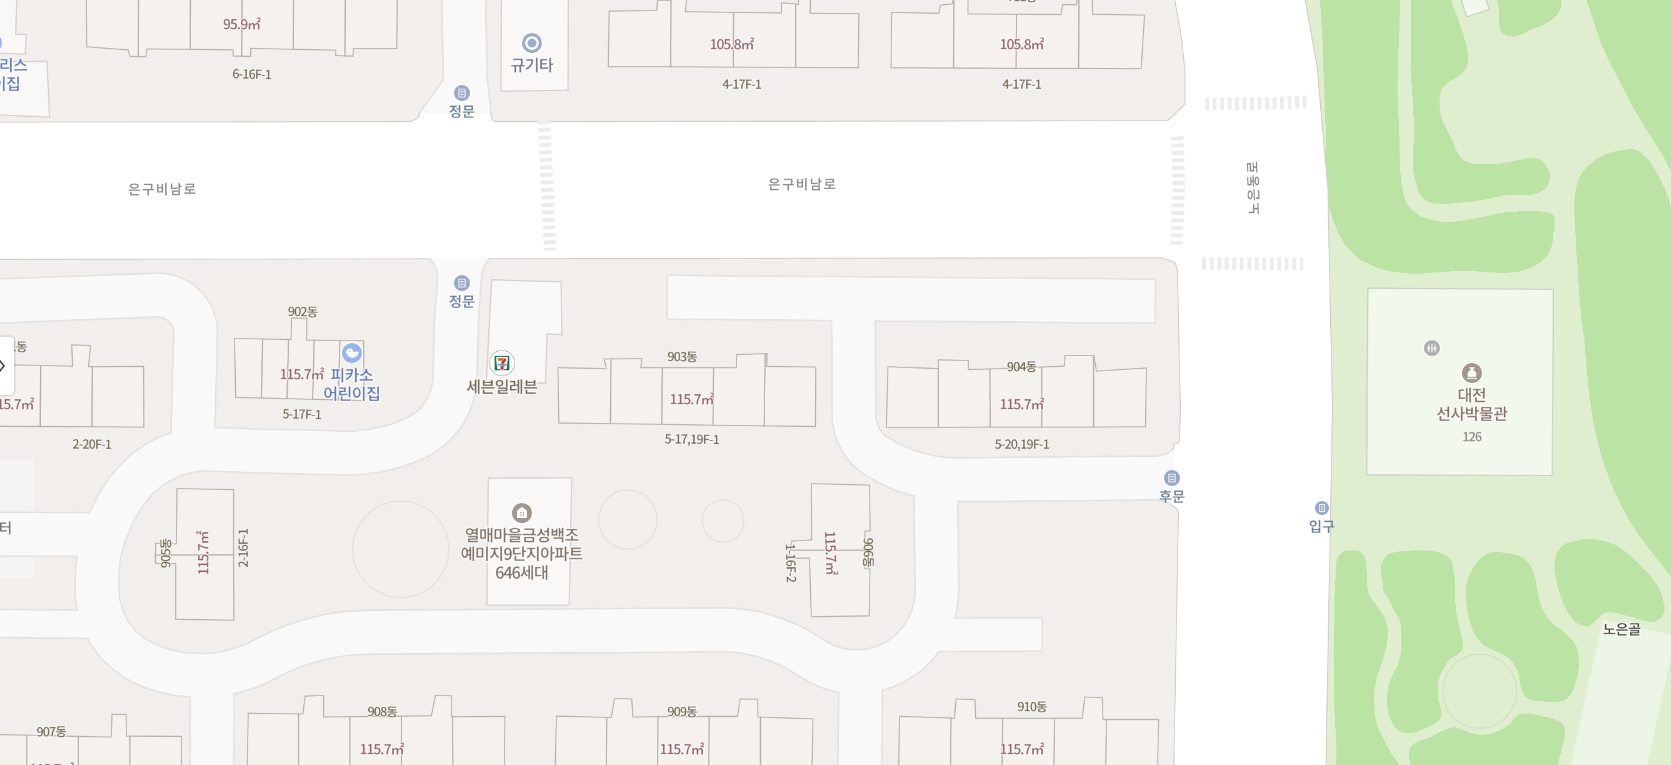 95.9㎡
6-16F-1
리스
이집
규기타
105.8㎡
4-17F-1
105.8㎡
4-17F-1
정문
은구비남로
은구비남로
노은동로
정문
902동
피카소
어린이집
115.7㎡
5-17F-1
세븐일레븐
903동
115.7㎡
5-17,19F-1
904동
115.7㎡
5-20,19F-1
동
15.7㎡
2-20F-1
대전
선사박물관
126
후문
입구
터
905동
115.7㎡
2-16F-1
열매마을금성백조
예미지9단지아파트
646세대
1-16F-2
115.7㎡
906동
노은골
907동
115.7㎡
908동
115.7㎡
909동
115.7㎡
910동
115.7㎡